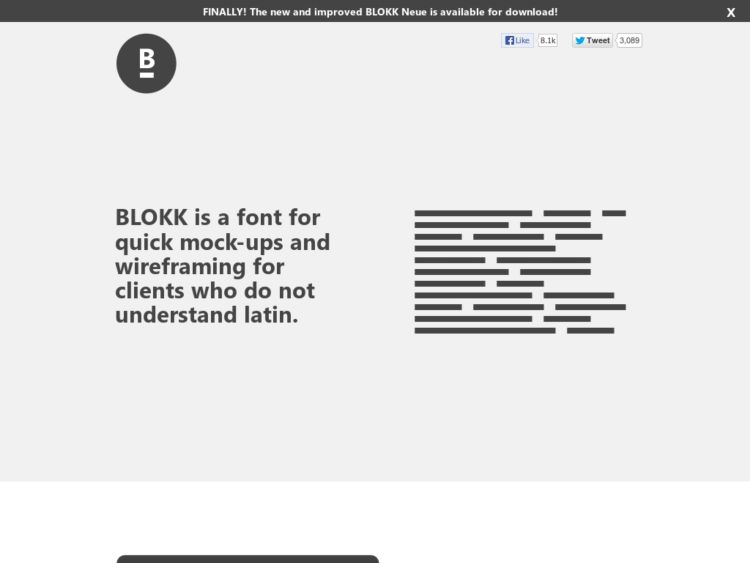 FINALLY! The new and improved BLOKK Neue is available for download!
X
B
Like
8.1k
Tweet
3,089
BLOKK is a font for
quick mock-ups and
wireframing for
clients who do not
understand latin.